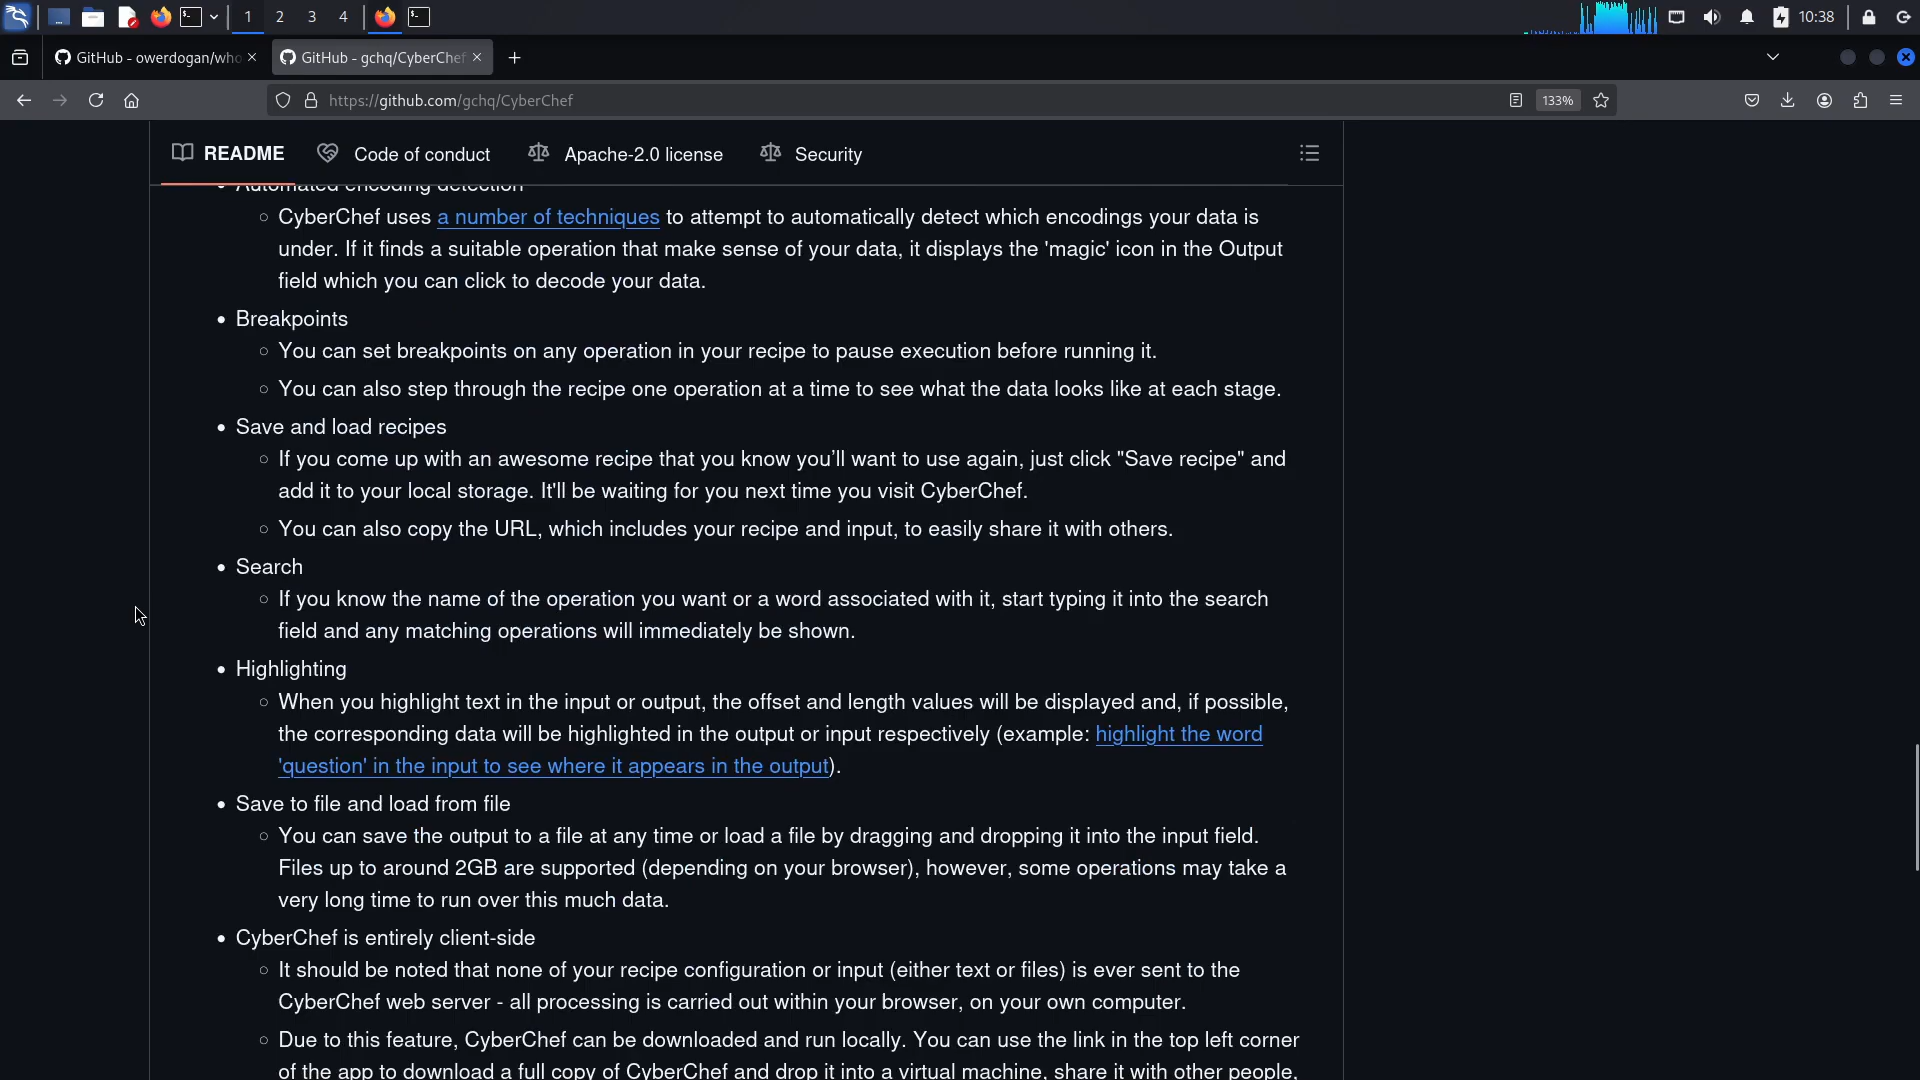 1 2 3 4 10:38
GitHub - owerdogan/who
GitHub - gchq/CyberChef
https://github.com/gchq/CyberChef 133%
README Code of conduct Apache-2.0 license Security
Automated encoding detection
CyberChef uses a number of techniques to attempt to automatically detect which encodings your data is
under. If it finds a suitable operation that make sense of your data, it displays the 'magic' icon in the Output
field which you can click to decode your data.
Breakpoints
You can set breakpoints on any operation in your recipe to pause execution before running it.
You can also step through the recipe one operation at a time to see what the data looks like at each stage.
Save and load recipes
If you come up with an awesome recipe that you know you’ll want to use again, just click "Save recipe" and
add it to your local storage. It'll be waiting for you next time you visit CyberChef.
You can also copy the URL, which includes your recipe and input, to easily share it with others.
Search
If you know the name of the operation you want or a word associated with it, start typing it into the search
field and any matching operations will immediately be shown.
Highlighting
When you highlight text in the input or output, the offset and length values will be displayed and, if possible,
the corresponding data will be highlighted in the output or input respectively (example: highlight the word
'question' in the input to see where it appears in the output).
Save to file and load from file
You can save the output to a file at any time or load a file by dragging and dropping it into the input field.
Files up to around 2GB are supported (depending on your browser), however, some operations may take a
very long time to run over this much data.
CyberChef is entirely client-side
It should be noted that none of your recipe configuration or input (either text or files) is ever sent to the
CyberChef web server - all processing is carried out within your browser, on your own computer.
Due to this feature, CyberChef can be downloaded and run locally. You can use the link in the top left corner
of the app to download a full copy of CyberChef and drop it into a virtual machine, share it with other people,